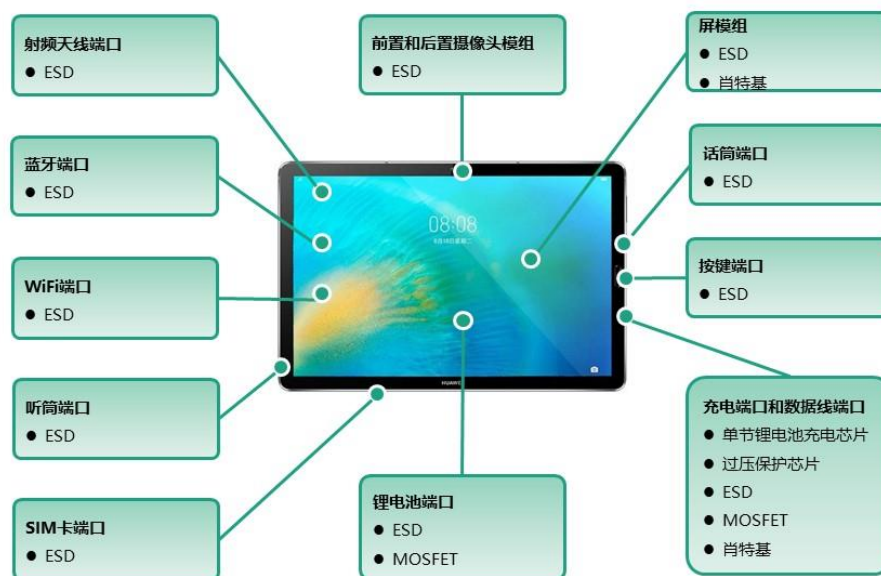 射频天线端口
● ESD
前置和后置摄像头模组
● ESD
屏模组
● ESD
● 肖特基
蓝牙端口
● ESD
话筒端口
● ESD
08:08
WiFi端口
● ESD
按键端口
● ESD
HUAWEI
听筒端口
● ESD
充电端口和数据线端口
● 单节锂电池充电芯片
● 过压保护芯片
● ESD
● MOSFET
● 肖特基
锂电池端口
● ESD
● MOSFET
SIM卡端口
● ESD